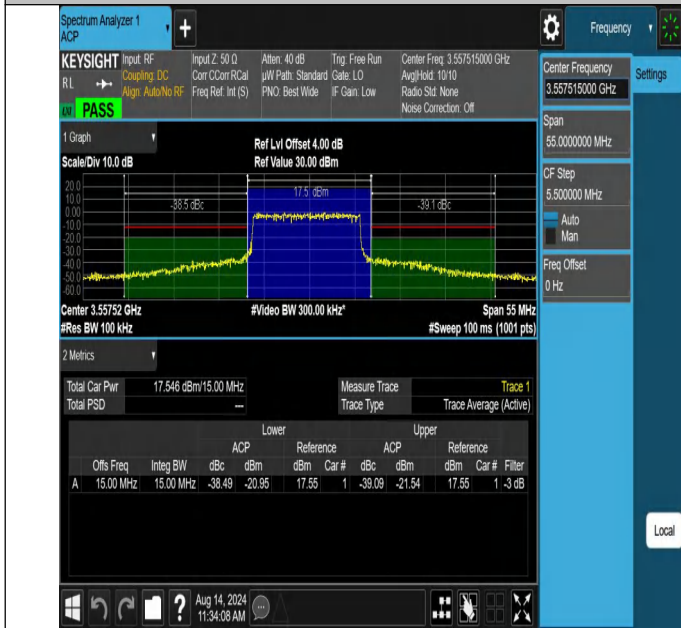 Spectrum Analyzer 1
ACP
+
Frequency
KEYSIGHT Input: RF Input Z: 50 Ω Atten: 40 dB Trig: Free Run Center Freq: 3.557515000 GHz
RL Coupling: DC Corr CCorr RCal µW Path: Standard Gate: LO Avg|Hold: 10/10
Align: Auto/No RF Freq Ref: Int (S) PNO: Best Wide IF Gain: Low Radio Std: None
PASS Noise Correction: Off
Center Frequency
3.557515000 GHz
Settings
Span
55.0000000 MHz
CF Step
5.500000 MHz
Auto
Man
Freq Offset
0 Hz
1 Graph
Ref Lvl Offset 4.00 dB
Scale/Div 10.0 dB Ref Value 30.00 dBm
20.0
10.0
0.00
-10.0
-20.0
-30.0
-40.0
-50.0
-60.0
-38.5 dBc 17.5 dBm -39.1 dBc
Center 3.55752 GHz #Video BW 300.00 kHz* Span 55 MHz
#Res BW 100 kHz #Sweep 100 ms (1001 pts)
2 Metrics
Total Car Pwr 17.546 dBm/15.00 MHz Measure Trace Trace 1
Total PSD --- Trace Type Trace Average (Active)
Lower Upper
ACP Reference ACP Reference
Offs Freq Integ BW dBc dBm dBm Car # dBc dBm dBm Car # Filter
A 15.00 MHz 15.00 MHz -38.49 -20.95 17.55 1 -39.09 -21.54 17.55 1 -3 dB
Local
?
Aug 14, 2024
11:34:08 AM